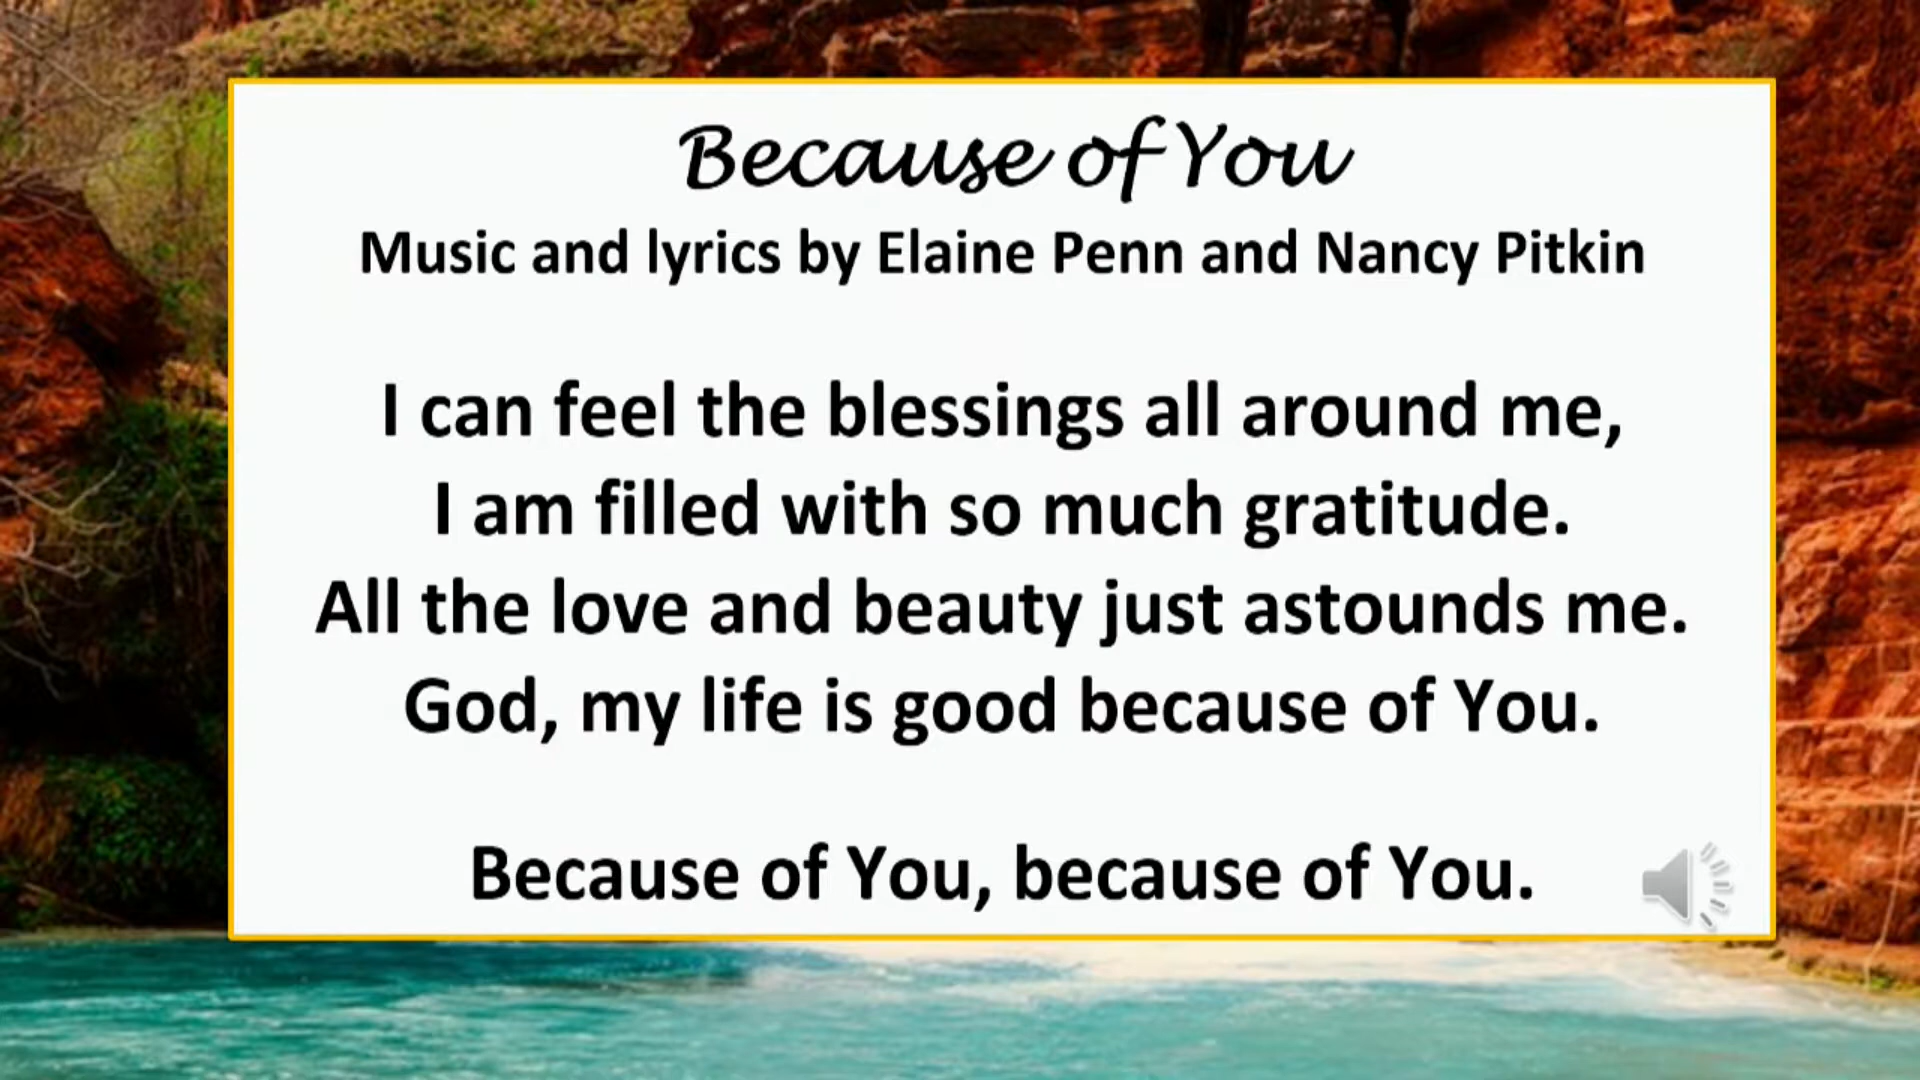 Because of You
Music and lyrics by Elaine Penn and Nancy Pitkin
I can feel the blessings all around me,
I am filled with so much gratitude.
All the love and beauty just astounds me.
God, my life is good because of You.
Because of You, because of You.